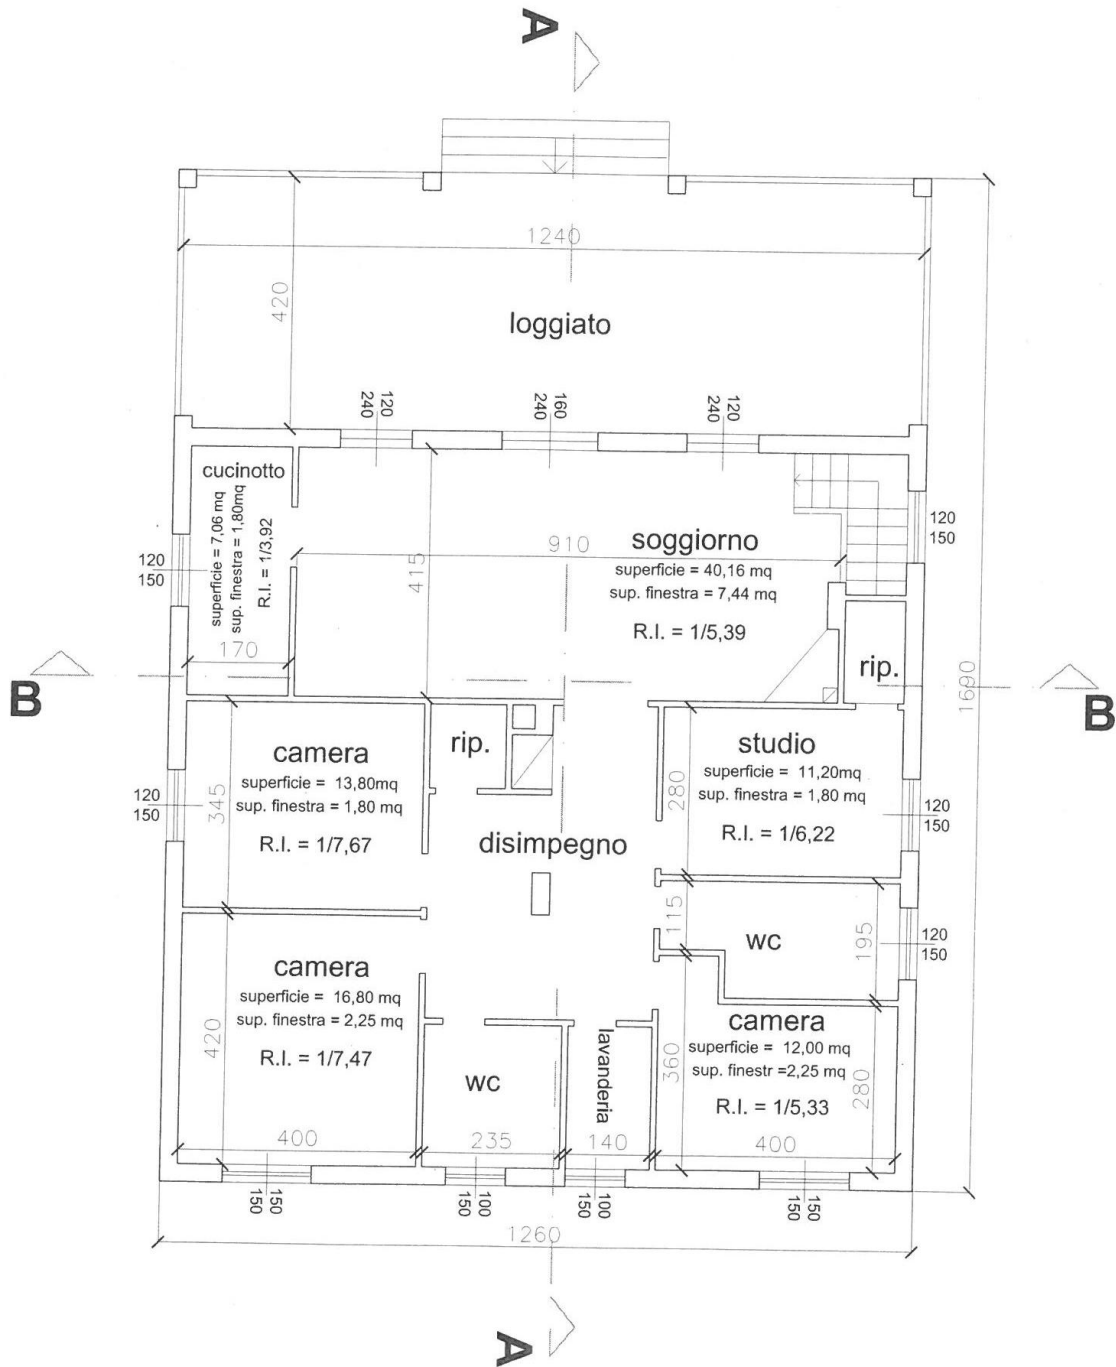 A
1240
420
loggiato
120
240
160
240
120
240
cucinotto
superficie = 7,06 mq
sup. finestra = 1,80mq
R.I. = 1/3,92
120
150
170
415
910
soggiorno
superficie = 40,16 mq
sup. finestra = 7,44 mq
R.I. = 1/5,39
120
150
rip.
1690
B
B
camera
superficie = 13,80mq
sup. finestra = 1,80 mq
R.I. = 1/7,67
120
150
345
rip.
disimpegno
280
studio
superficie = 11,20mq
sup. finestra = 1,80 mq
R.I. = 1/6,22
120
150
115
wc
195
120
150
camera
superficie = 16,80 mq
sup. finestra = 2,25 mq
R.I. = 1/7,47
420
wc
lavanderia
360
camera
superficie = 12,00 mq
sup. finestr =2,25 mq
R.I. = 1/5,33
280
400
235
140
400
150
150
100
150
100
150
150
150
1260
A